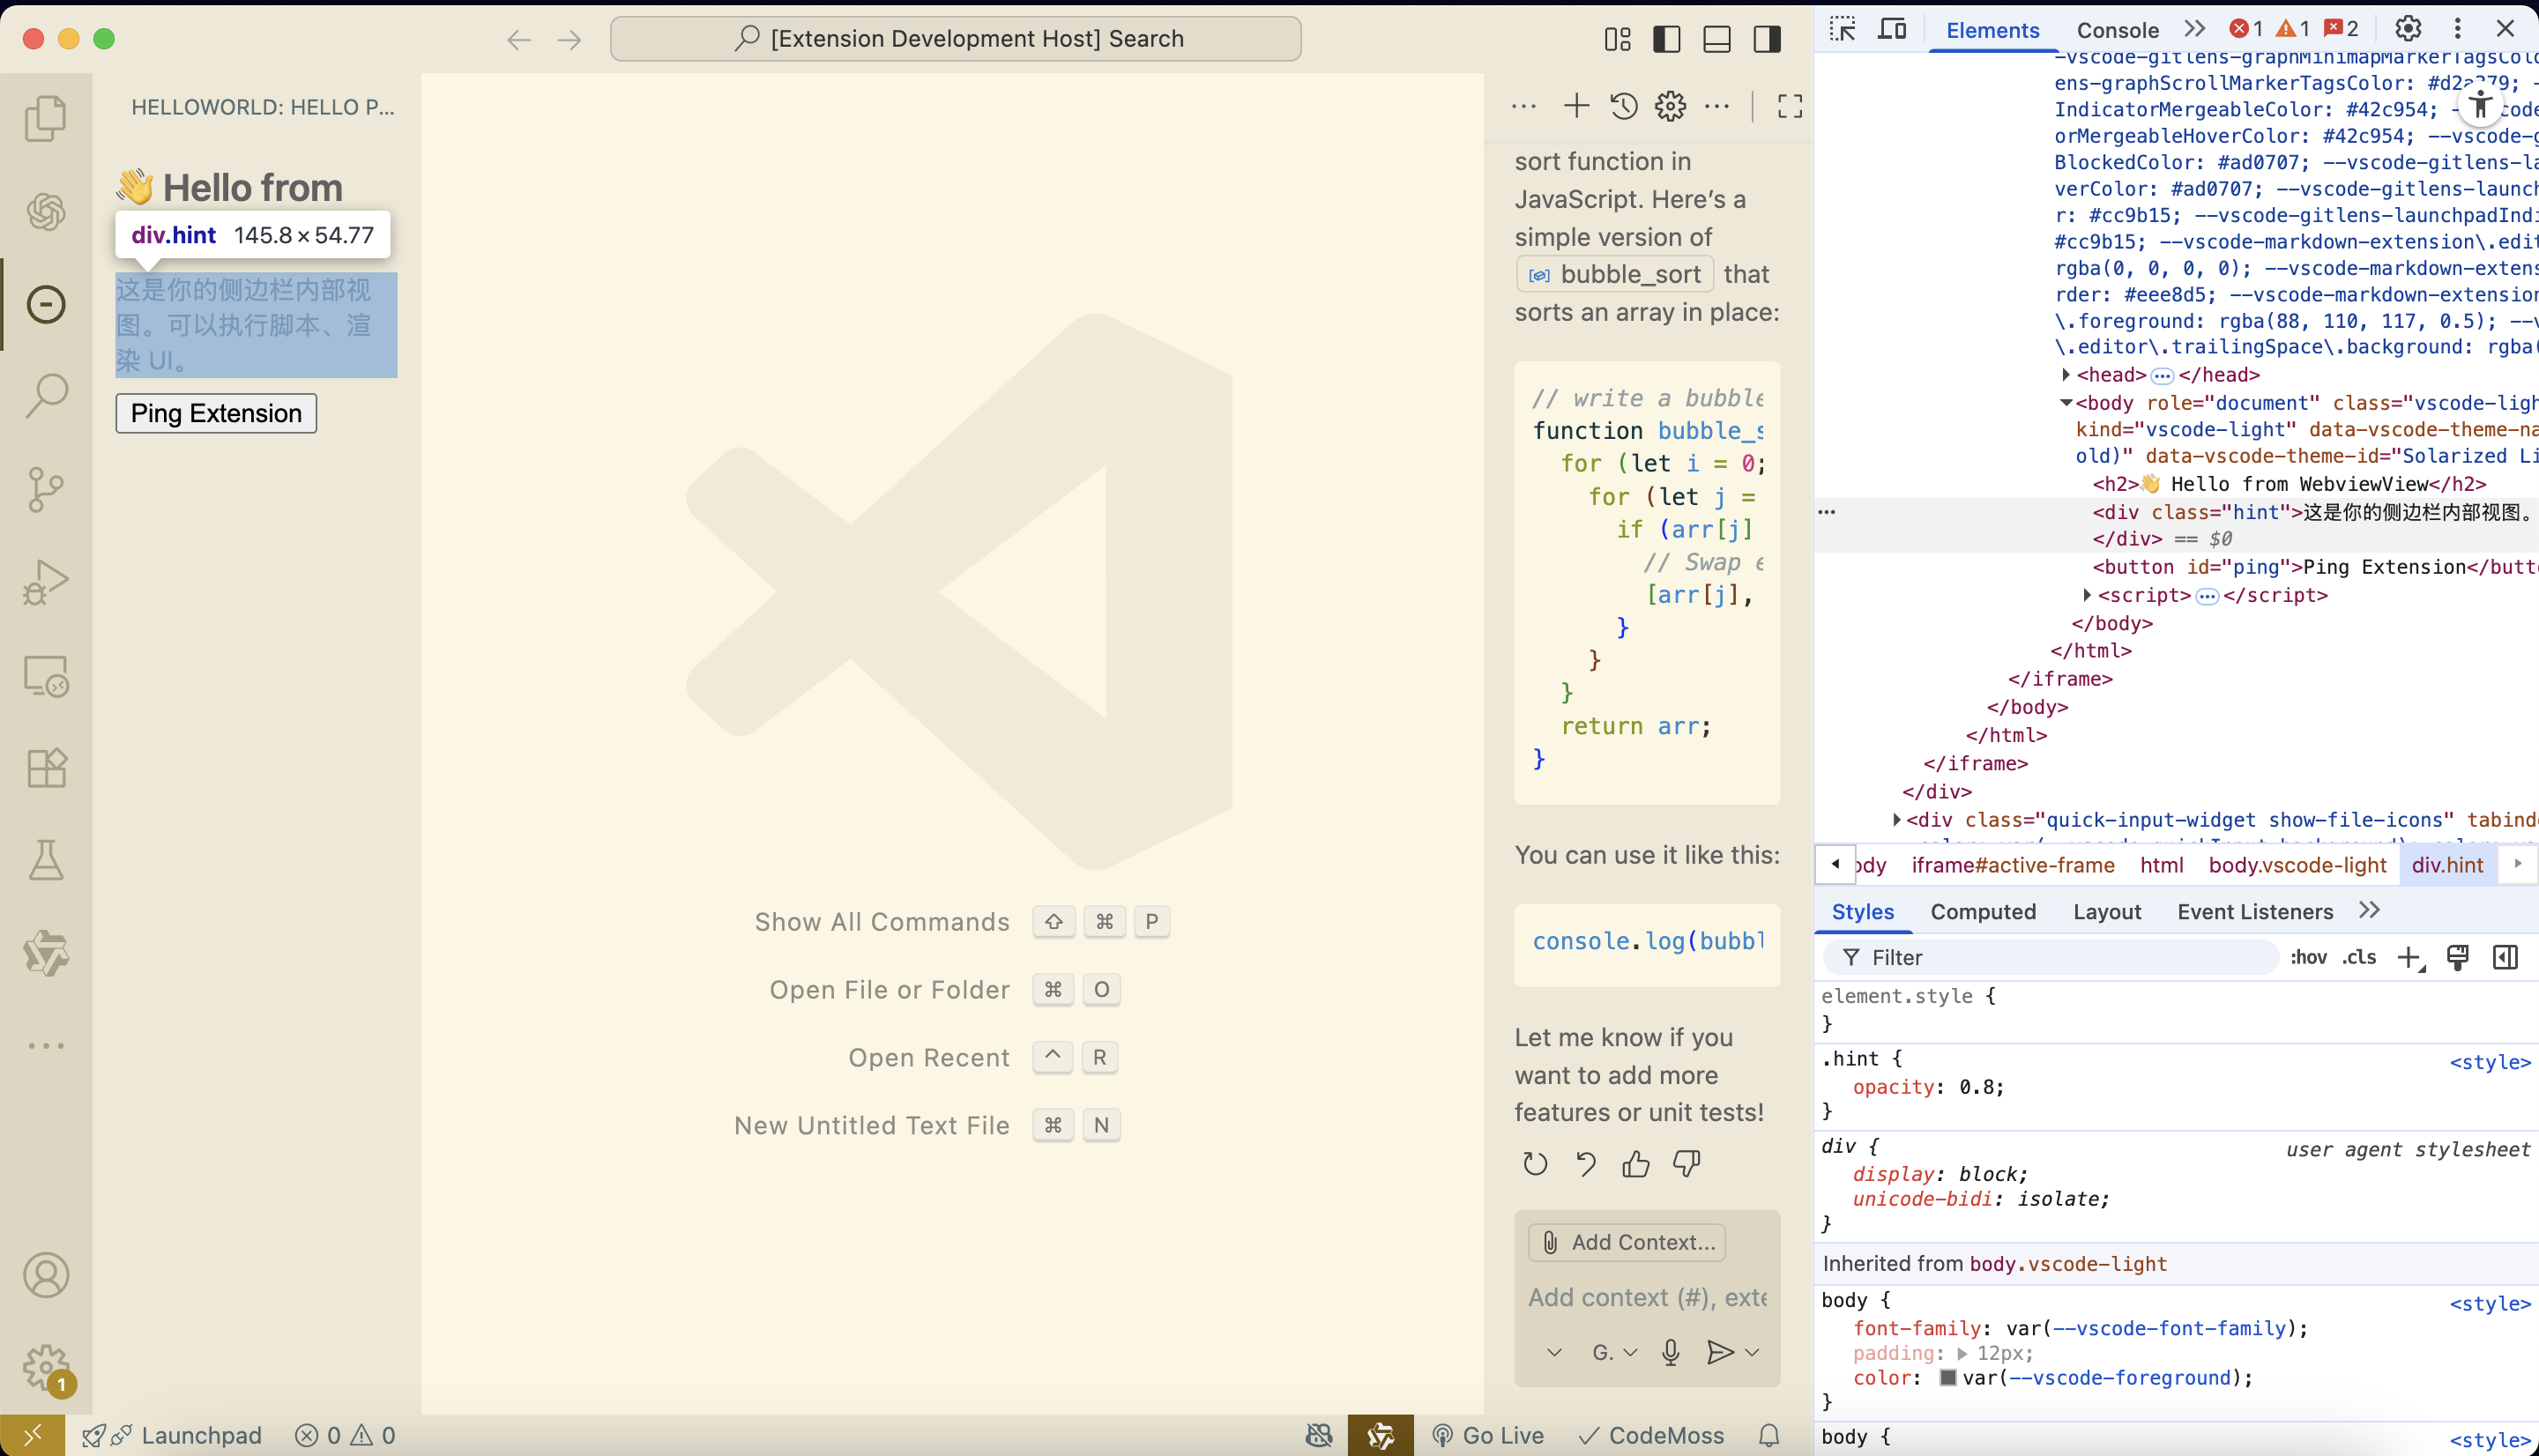 [Extension Development Host] Search
HELLOWORLD: HELLO P...
👋 Hello from
div.hint 145.8 × 54.77
这是你的侧边栏内部视
图。可以执行脚本、渲
染 UI。
Ping Extension
Show All Commands ⇧ ⌘ P
Open File or Folder ⌘ O
Open Recent ^ R
New Untitled Text File ⌘ N
1
Launchpad
0 0
sort function in
JavaScript. Here’s a
simple version of
bubble_sort that
sorts an array in place:
// write a bubble
function bubble_s
for (let i = 0;
for (let j =
if (arr[j]
// Swap e
[arr[j],
}
}
}
return arr;
}
You can use it like this:
console.log(bubbl
Let me know if you
want to add more
features or unit tests!
Add Context...
Add context (#), exte
G.
Go Live
CodeMoss
Elements Console 1 1 2
-vscode-gitlens-graphMinimapMarkerTagsColo
ens-graphScrollMarkerTagsColor: #d2a379; -
IndicatorMergeableColor: #42c954; code
orMergeableHoverColor: #42c954; --vscode-g
BlockedColor: #ad0707; --vscode-gitlens-la
verColor: #ad0707; --vscode-gitlens-launch
r: #cc9b15; --vscode-gitlens-launchpadIndi
#cc9b15; --vscode-markdown-extension\.edit
rgba(0, 0, 0, 0); --vscode-markdown-extens
rder: #eee8d5; --vscode-markdown-extension
\.foreground: rgba(88, 110, 117, 0.5); --v
\.editor\.trailingSpace\.background: rgba(
<head> ... </head>
<body role="document" class="vscode-ligh
kind="vscode-light" data-vscode-theme-na
old)" data-vscode-theme-id="Solarized Li
<h2>👋 Hello from WebviewView</h2>
<div class="hint">这是你的侧边栏内部视图。
</div> == $0
<button id="ping">Ping Extension</butto
<script> ... </script>
</body>
</html>
</iframe>
</body>
</html>
</iframe>
</div>
<div class="quick-input-widget show-file-icons" tabinde
ody iframe#active-frame html body.vscode-light div.hint
Styles Computed Layout Event Listeners
Filter :hov .cls
element.style {
}
.hint { <style>
opacity: 0.8;
}
div { user agent stylesheet
display: block;
unicode-bidi: isolate;
}
Inherited from body.vscode-light
body { <style>
font-family: var(--vscode-font-family);
padding: 12px;
color: var(--vscode-foreground);
}
body { <style>